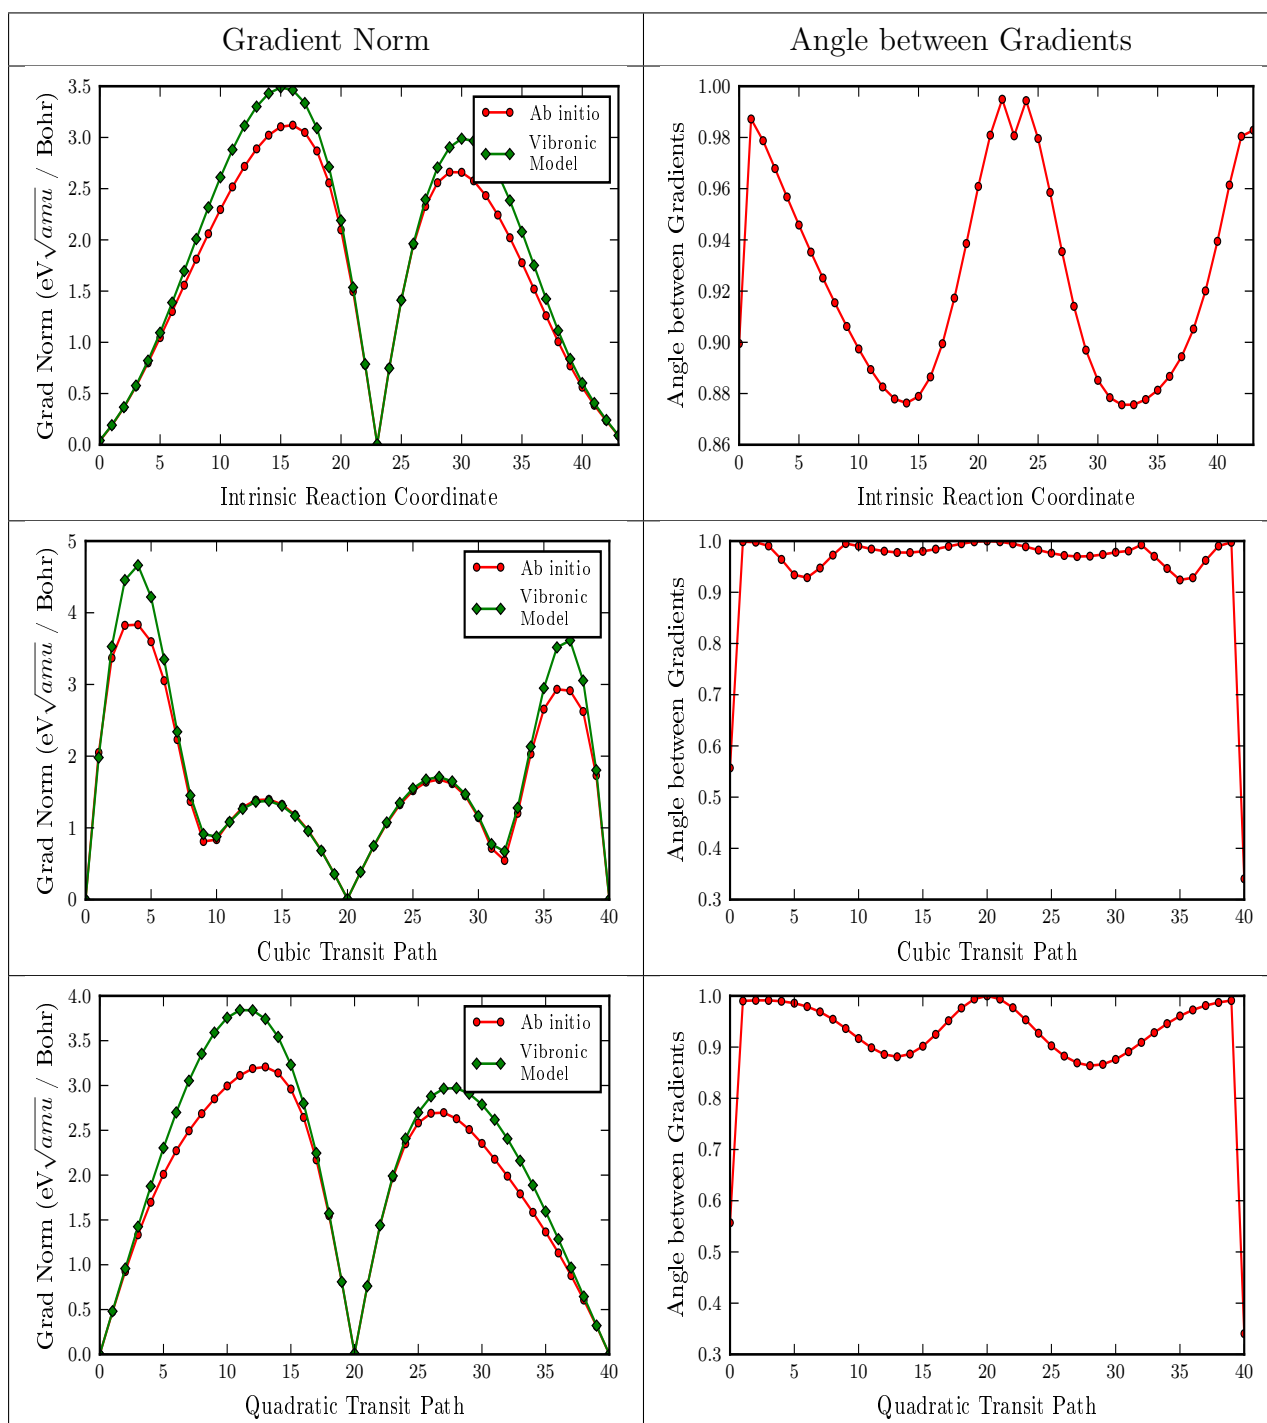 Gradient Norm
Angle between Gradients
3.5
3.0
2.5
2.0
1.5
1.0
0.5
0.0
Grad Norm (eV√amu / Bohr)
Ab initio
Vibronic
Model
0 5 10 15 20 25 30 35 40
Intrinsic Reaction Coordinate
1.00
0.98
0.96
0.94
0.92
0.90
0.88
0.86
Angle between Gradients
0 5 10 15 20 25 30 35 40
Intrinsic Reaction Coordinate
5
4
3
2
1
0
Grad Norm (eV√amu / Bohr)
Ab initio
Vibronic
Model
0 5 10 15 20 25 30 35 40
Cubic Transit Path
1.0
0.9
0.8
0.7
0.6
0.5
0.4
0.3
Angle between Gradients
0 5 10 15 20 25 30 35 40
Cubic Transit Path
4.0
3.5
3.0
2.5
2.0
1.5
1.0
0.5
0.0
Grad Norm (eV√amu / Bohr)
Ab initio
Vibronic
Model
0 5 10 15 20 25 30 35 40
Quadratic Transit Path
1.0
0.9
0.8
0.7
0.6
0.5
0.4
0.3
Angle between Gradients
0 5 10 15 20 25 30 35 40
Quadratic Transit Path